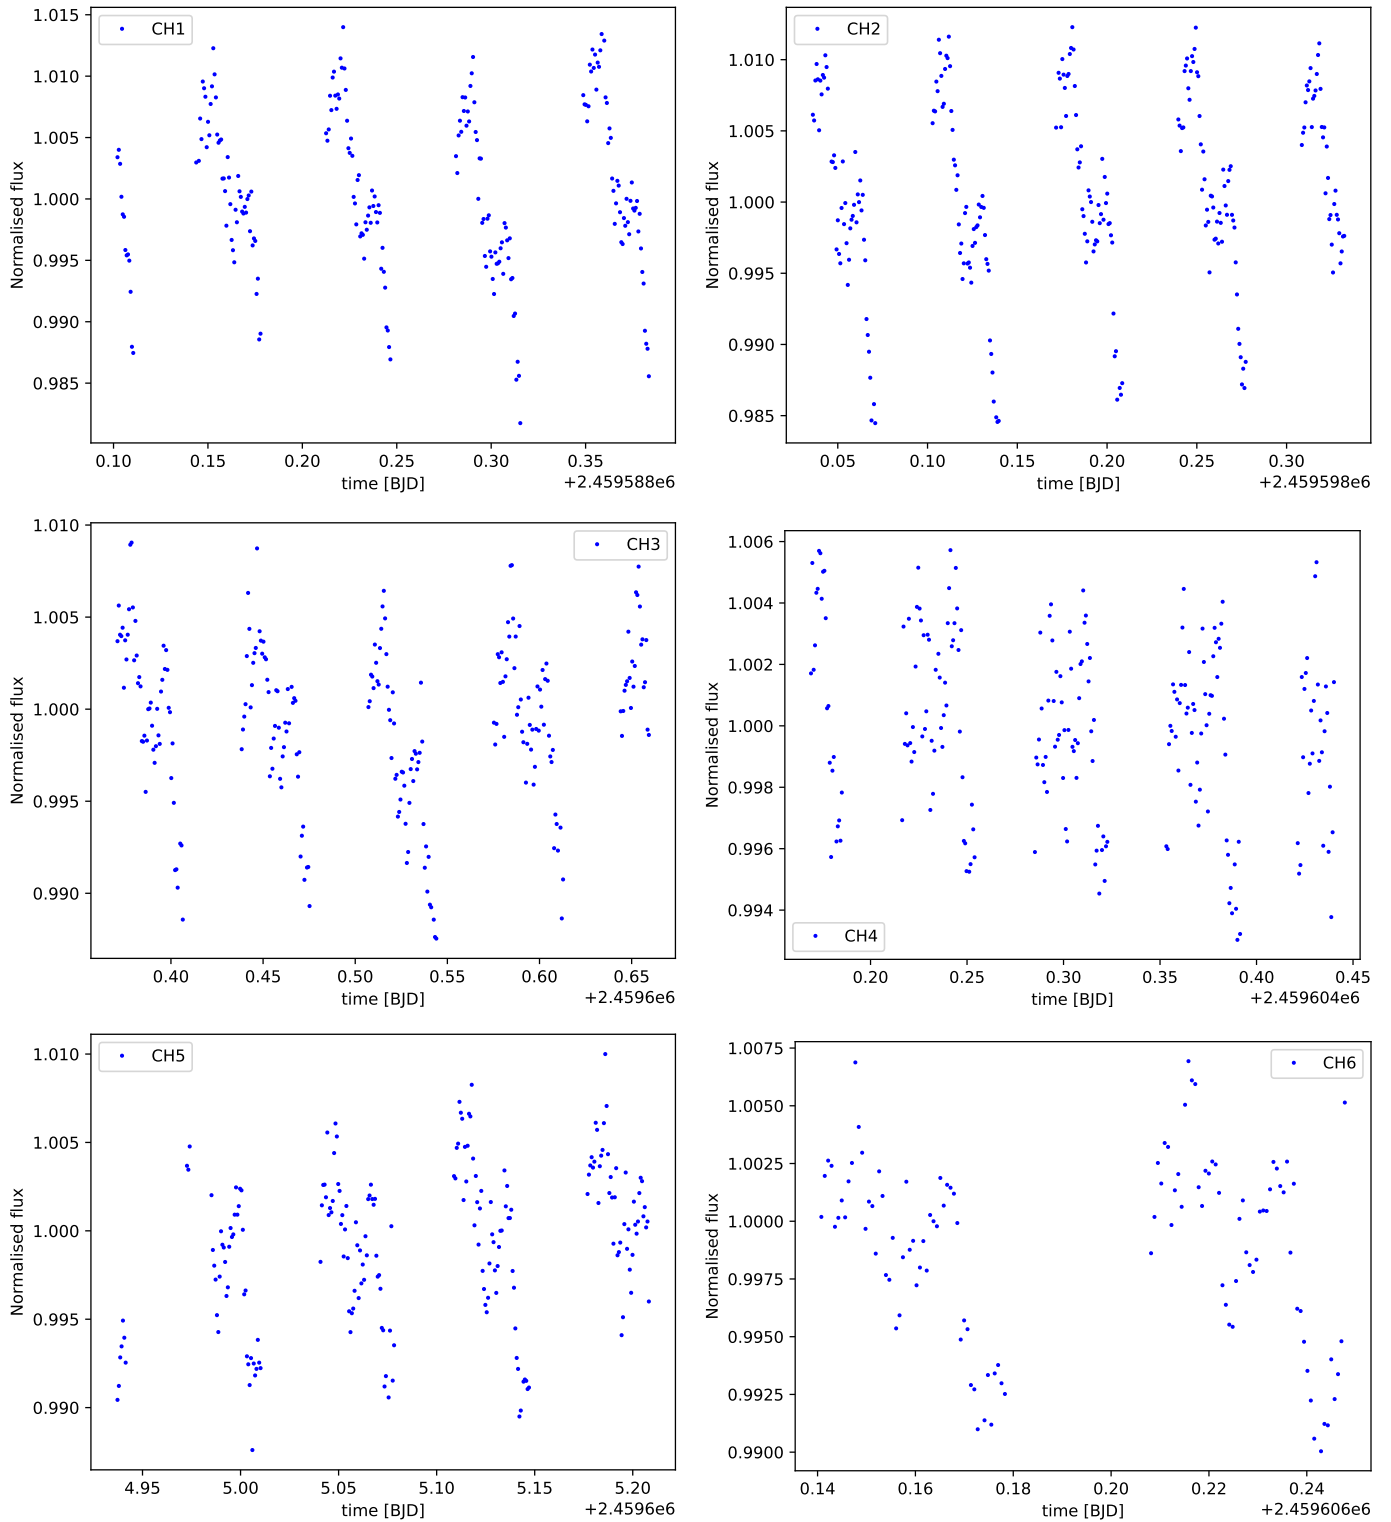 CH1
1.015
1.010
1.005
1.000
0.995
0.990
0.985
Normalised flux
0.10 0.15 0.20 0.25 0.30 0.35
time [BJD]
+2.459588e6
CH2
1.010
1.005
1.000
0.995
0.990
0.985
Normalised flux
0.05 0.10 0.15 0.20 0.25 0.30
time [BJD]
+2.459598e6
CH3
1.010
1.005
1.000
0.995
0.990
Normalised flux
0.40 0.45 0.50 0.55 0.60 0.65
time [BJD]
+2.4596e6
1.006
1.004
1.002
1.000
0.998
0.996
0.994
Normalised flux
CH4
0.20 0.25 0.30 0.35 0.40 0.45
time [BJD]
+2.459604e6
CH5
1.010
1.005
1.000
0.995
0.990
Normalised flux
4.95 5.00 5.05 5.10 5.15 5.20
time [BJD]
+2.4596e6
CH6
1.0075
1.0050
1.0025
1.0000
0.9975
0.9950
0.9925
0.9900
Normalised flux
0.14 0.16 0.18 0.20 0.22 0.24
time [BJD]
+2.459606e6